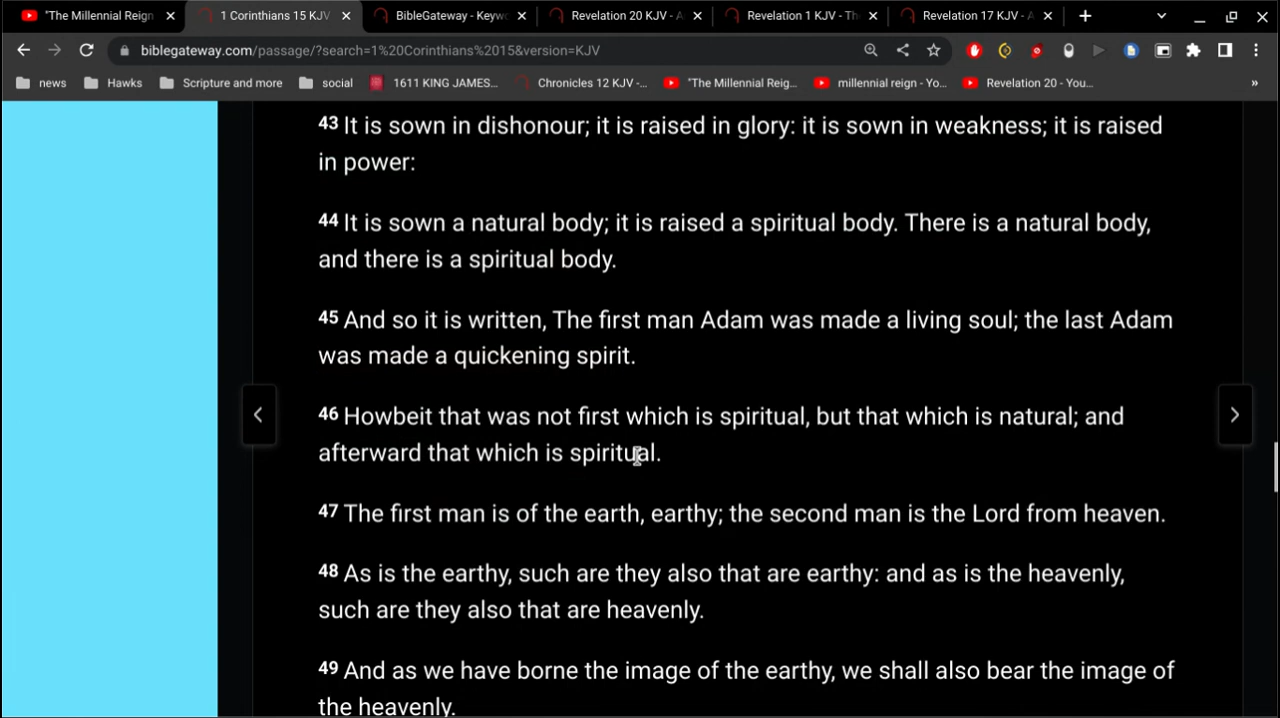 "The Millennial Reign
1 Corinthians 15 KJV
BibleGateway - Keywo
Revelation 20 KJV - A
Revelation 1 KJV - Th
Revelation 17 KJV - A
biblegateway.com/passage/?search=1%20Corinthians%2015&version=KJV
news
Hawks
Scripture and more
social
1611 KING JAMES...
Chronicles 12 KJV -...
"The Millennial Reig...
millennial reign - Yo...
Revelation 20 - You...
»
43 It is sown in dishonour; it is raised in glory: it is sown in weakness; it is raised
in power:
44 It is sown a natural body; it is raised a spiritual body. There is a natural body,
and there is a spiritual body.
45 And so it is written, The first man Adam was made a living soul; the last Adam
was made a quickening spirit.
46 Howbeit that was not first which is spiritual, but that which is natural; and
afterward that which is spiritual.
47 The first man is of the earth, earthy; the second man is the Lord from heaven.
48 As is the earthy, such are they also that are earthy: and as is the heavenly,
such are they also that are heavenly.
49 And as we have borne the image of the earthy, we shall also bear the image of
the heavenly.